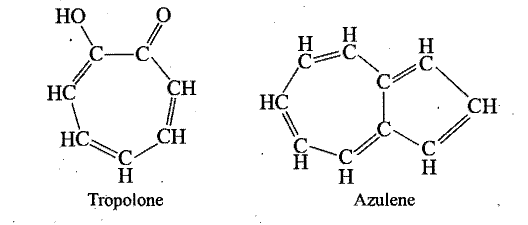 HO O
C C
HC CH
HC CH
C
H
Tropolone
H H H
C C C
HC C CH
C C C
H C H
H
Azulene